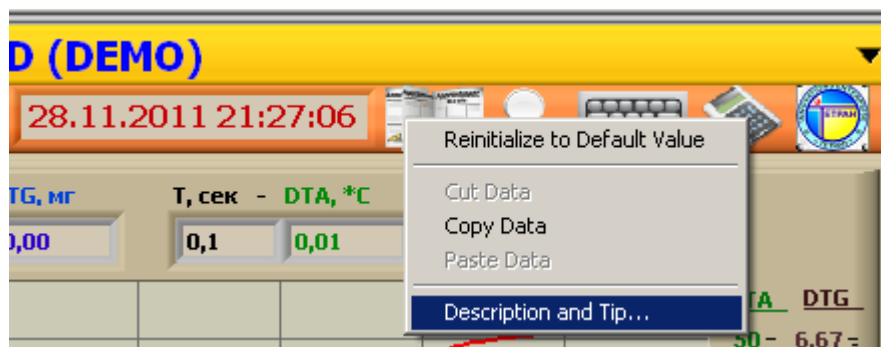 D (DEMO)
28.11.2011 21:27:06
ТЕТРАН
Reinitialize to Default Value
Cut Data
Copy Data
Paste Data
Description and Tip...
TG, мг
T, сек - DTA, *C
0,00
0,1
0,01
TA DTG
50 - 6,67 -